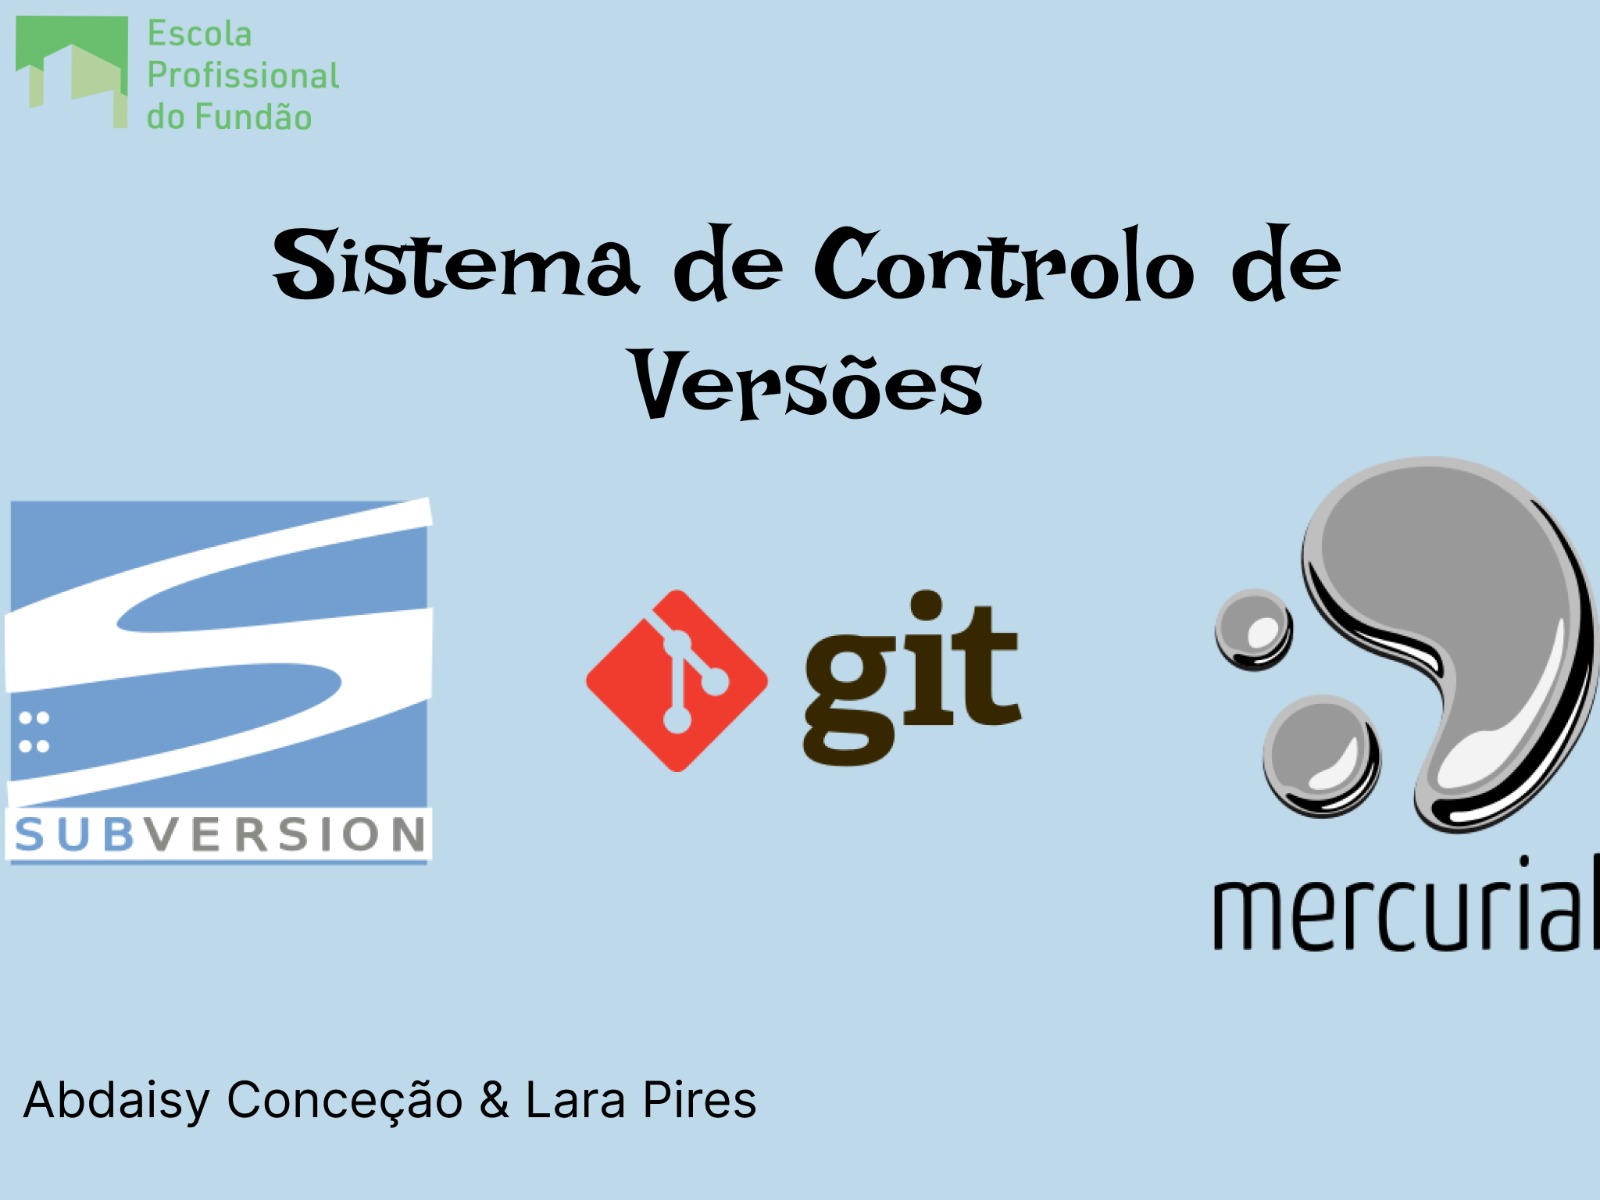 Escola
Profissional
do Fundão
Sistema de Controlo de
Versões
SUBVERSION
git
mercurial
Abdaisy Conceção & Lara Pires